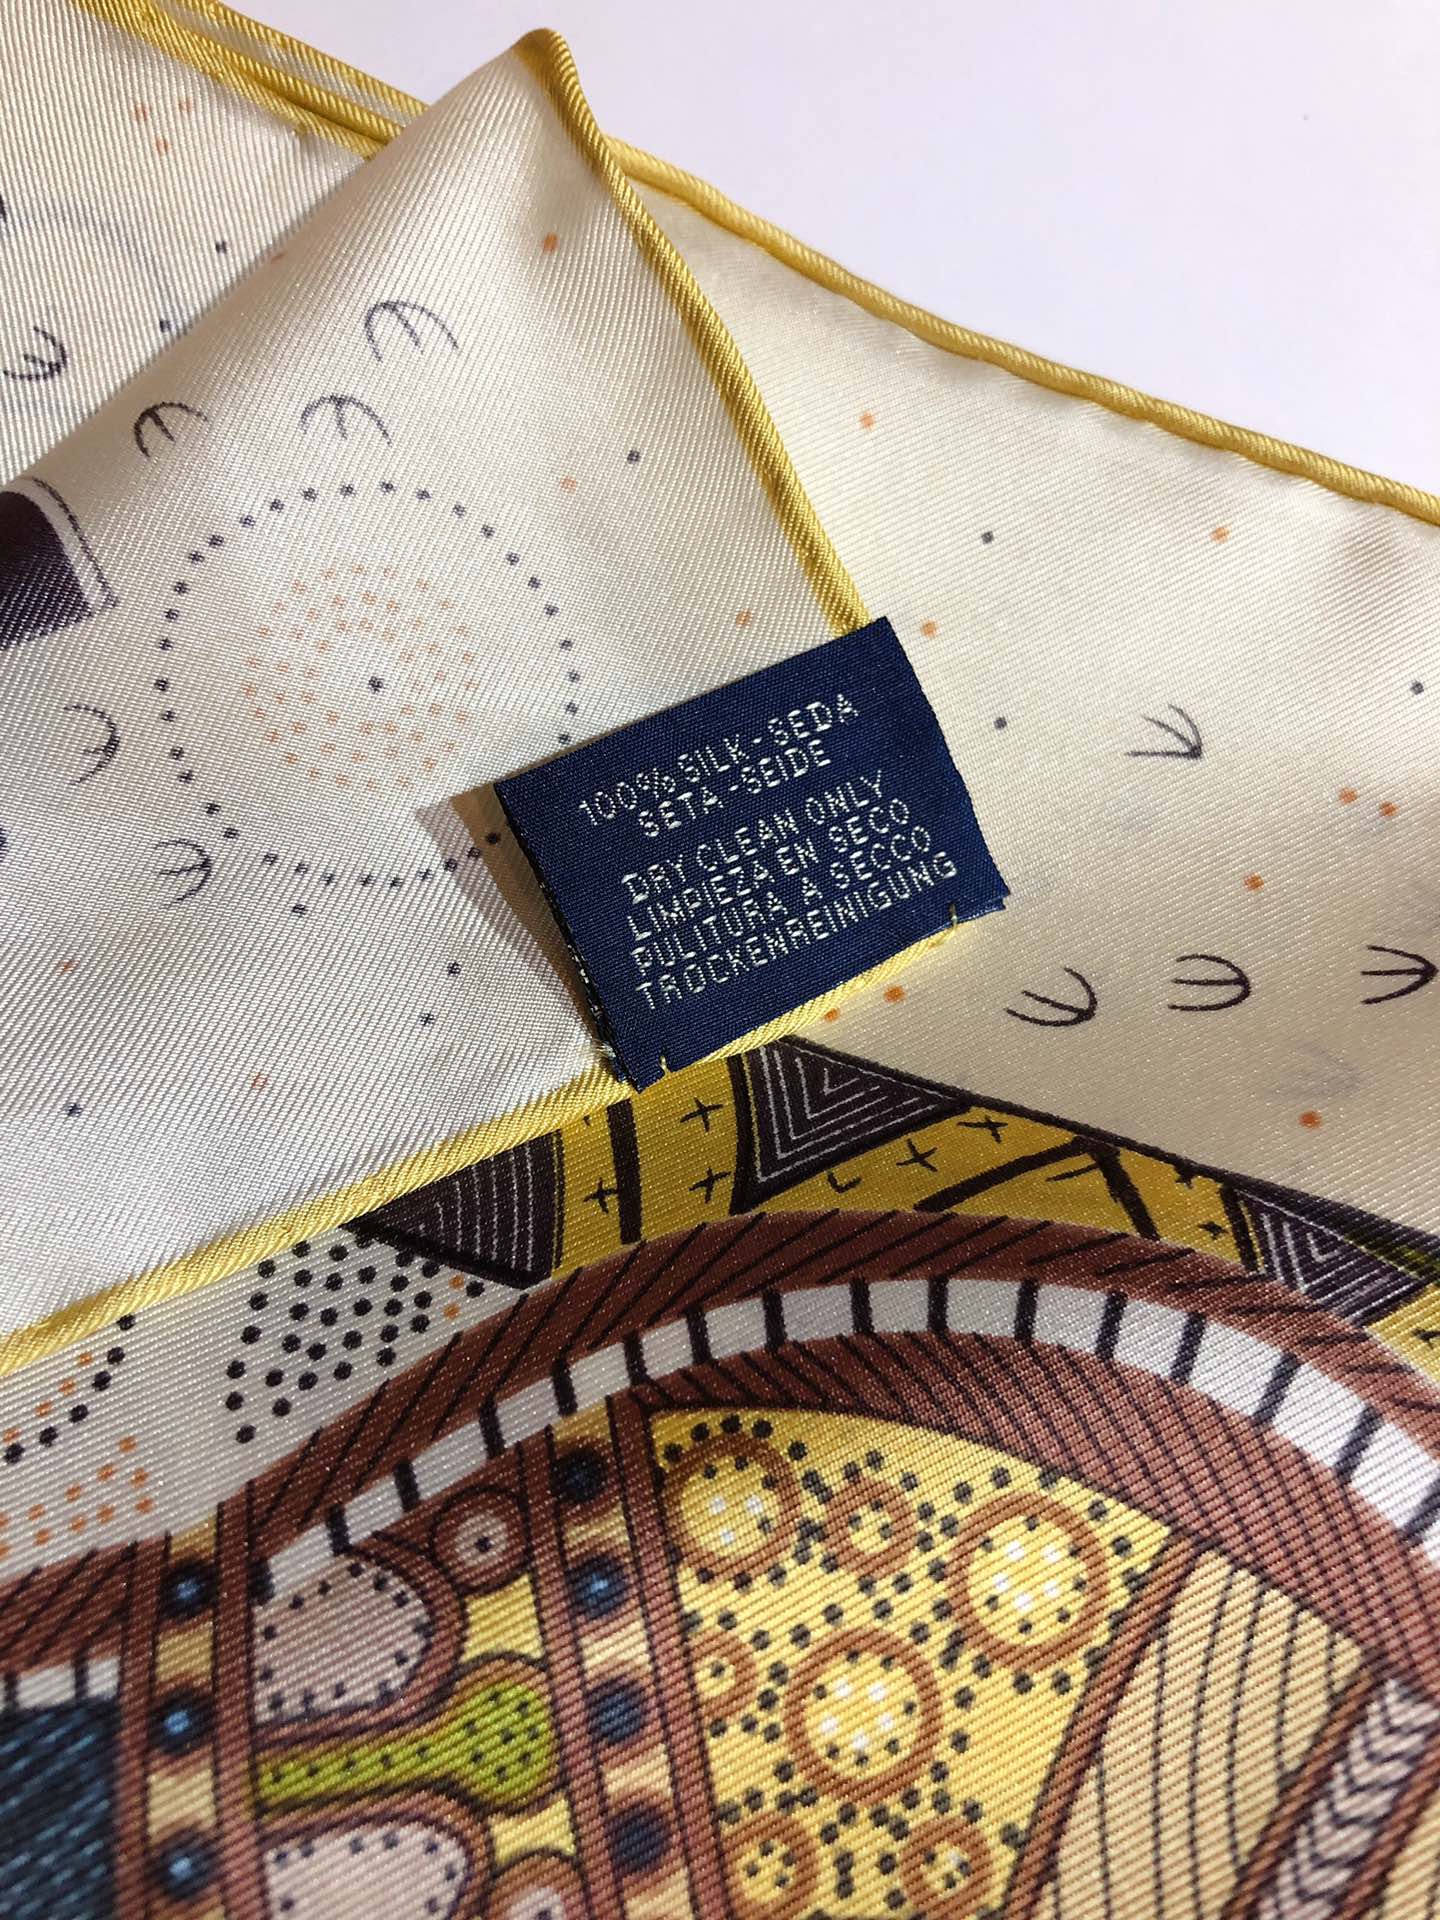 100% SILK - SEDA
SETA - SEIDE
DRY CLEAN ONLY
LIMPIEZA EN SECO
PULITURA A SECCO
TROCKENREINIGUNG